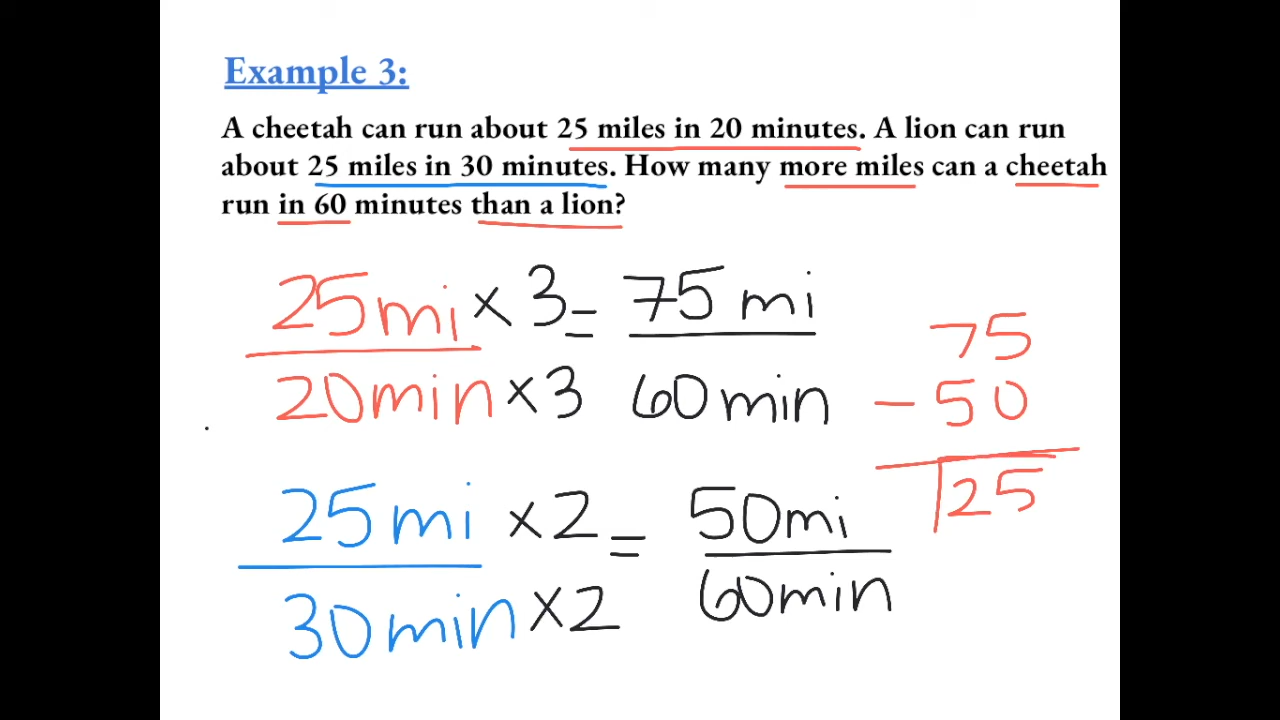 Example 3:
A cheetah can run about 25 miles in 20 minutes. A lion can run
about 25 miles in 30 minutes. How many more miles can a cheetah
run in 60 minutes than a lion?
25mi × 3 = 75 mi
20min × 3 60min
75
- 50
25
25 mi × 2 = 50mi
30min × 2 60min